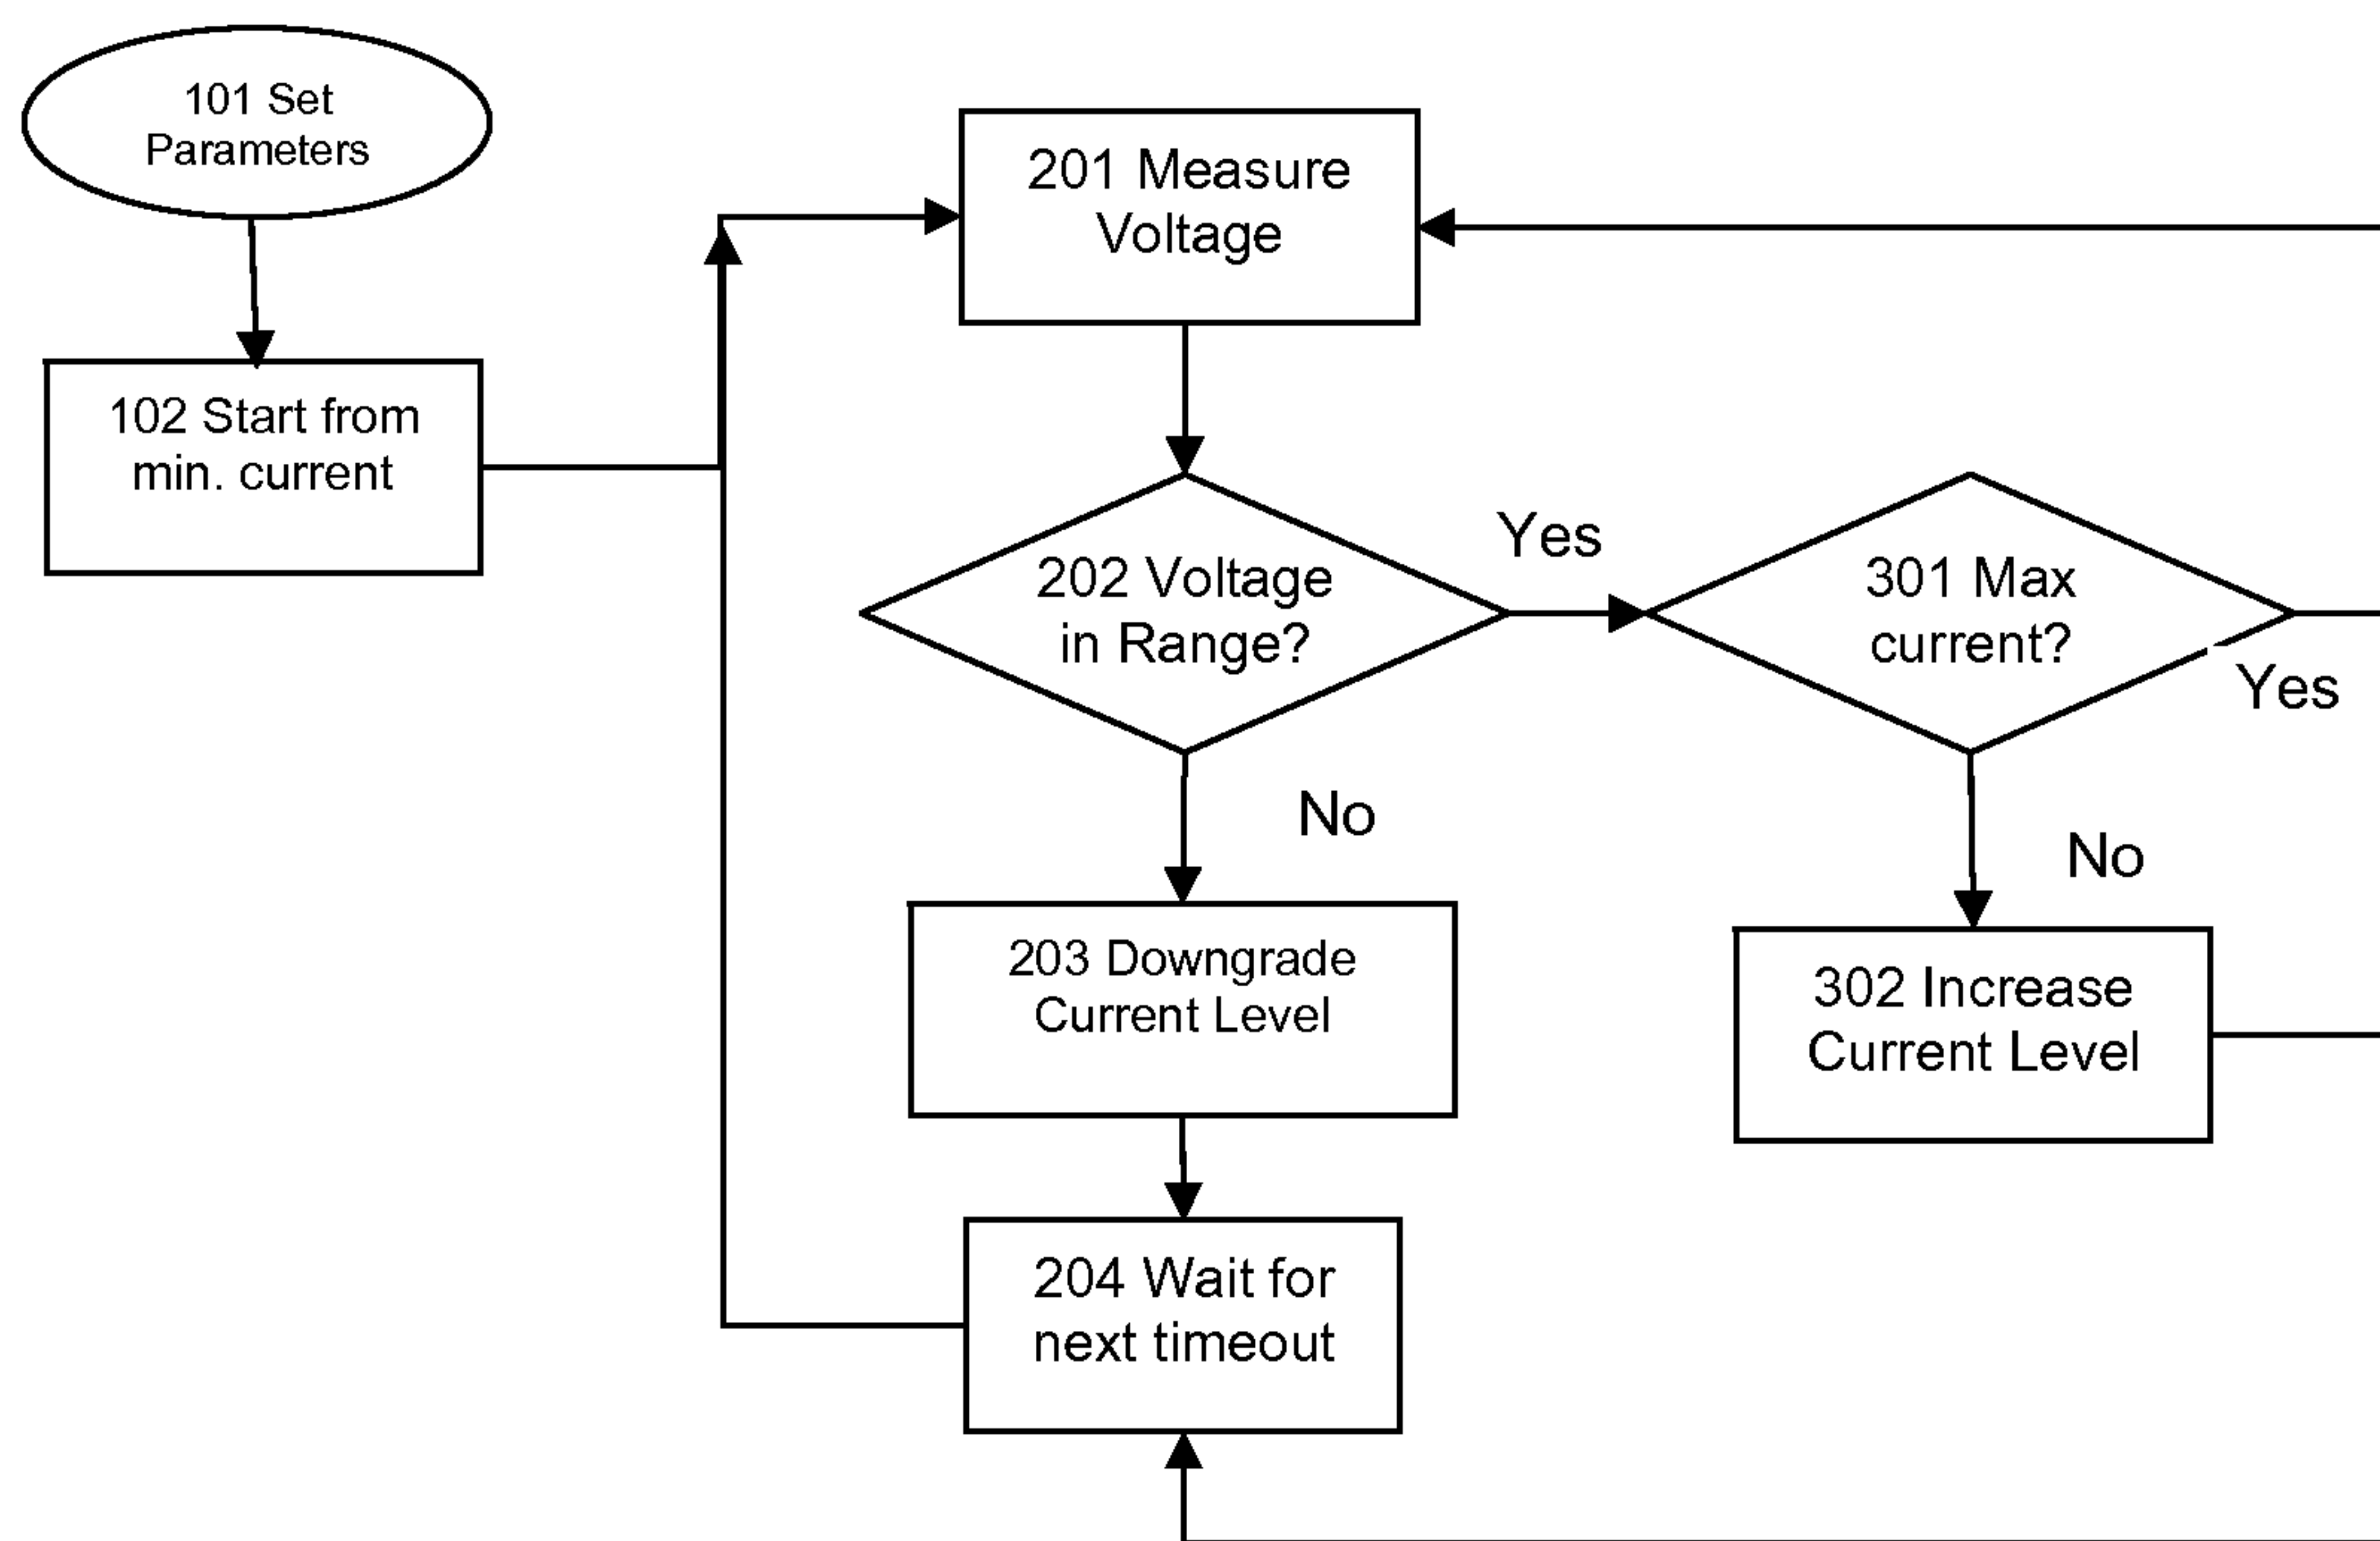 101 Set
Parameters
102 Start from
min. current
201 Measure
Voltage
202 Voltage
in Range?
Yes
301 Max
current?
Yes
No
No
203 Downgrade
Current Level
302 Increase
Current Level
204 Wait for
next timeout